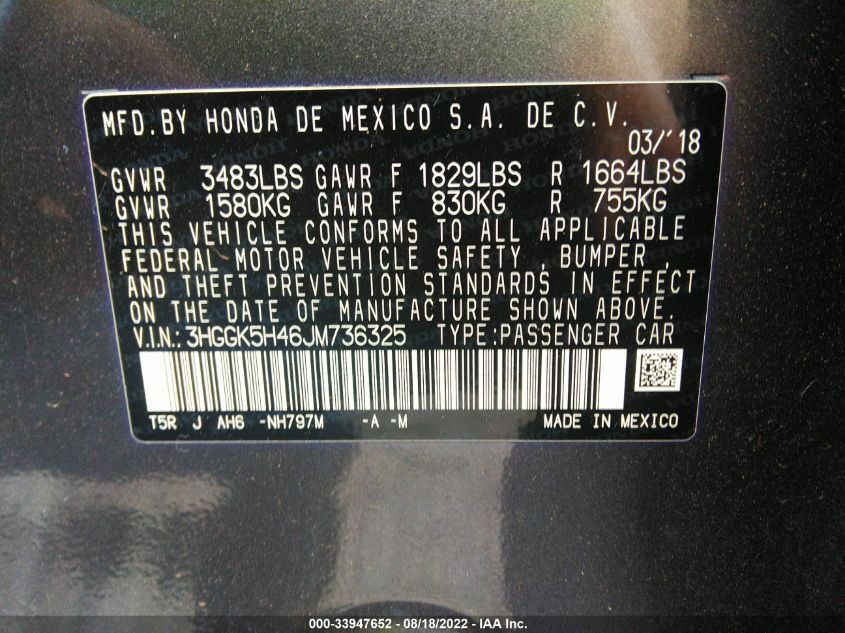 MFD.BY HONDA DE MEXICO S.A. DE C.V.
03/'18
GVWR 3483LBS GAWR F 1829LBS R 1664LBS
GVWR 1580KG GAWR F 830KG R 755KG
THIS VEHICLE CONFORMS TO ALL APPLICABLE
FEDERAL MOTOR VEHICLE SAFETY , BUMPER ,
AND THEFT PREVENTION STANDARDS IN EFFECT
ON THE DATE OF MANUFACTURE SHOWN ABOVE.
V.I.N.: 3HGGK5H46JM736325 TYPE:PASSENGER CAR
T5R J AH6 -NH797M -A -M MADE IN MEXICO
000-33947652 - 08/18/2022 - IAA Inc.